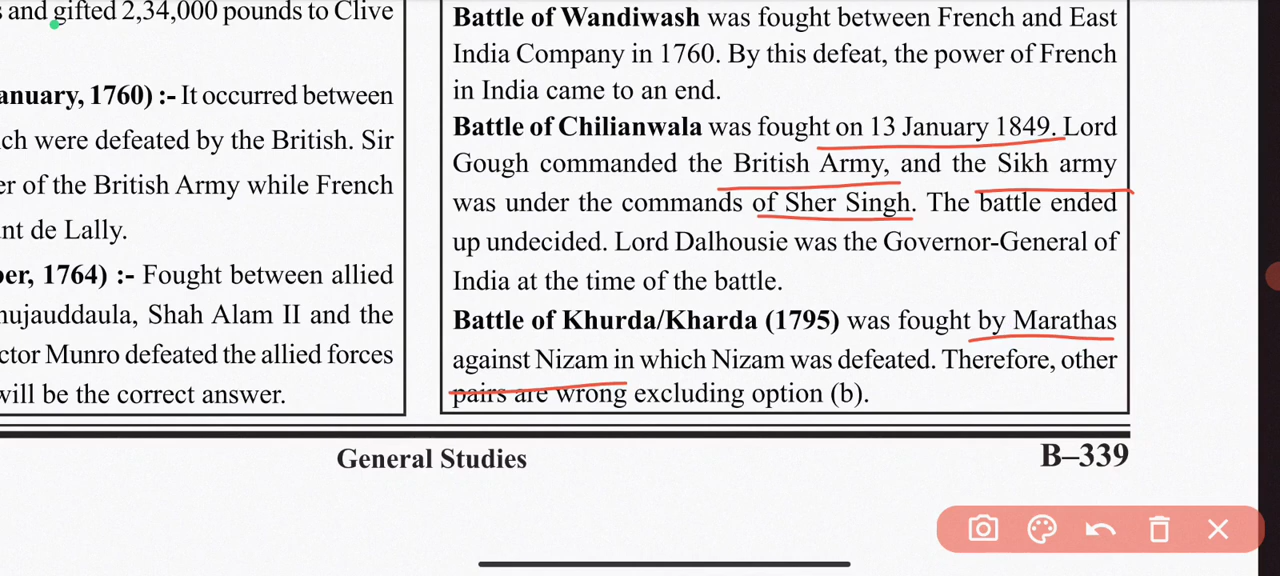 s and gifted 2,34,000 pounds to Clive
anuary, 1760) :- It occurred between
ch were defeated by the British. Sir
er of the British Army while French
nt de Lally.
er, 1764) :- Fought between allied
hujauddaula, Shah Alam II and the
ctor Munro defeated the allied forces
will be the correct answer.
Battle of Wandiwash was fought between French and East
India Company in 1760. By this defeat, the power of French
in India came to an end.
Battle of Chilianwala was fought on 13 January 1849. Lord
Gough commanded the British Army, and the Sikh army
was under the commands of Sher Singh. The battle ended
up undecided. Lord Dalhousie was the Governor-General of
India at the time of the battle.
Battle of Khurda/Kharda (1795) was fought by Marathas
against Nizam in which Nizam was defeated. Therefore, other
pairs are wrong excluding option (b).
General Studies
B–339